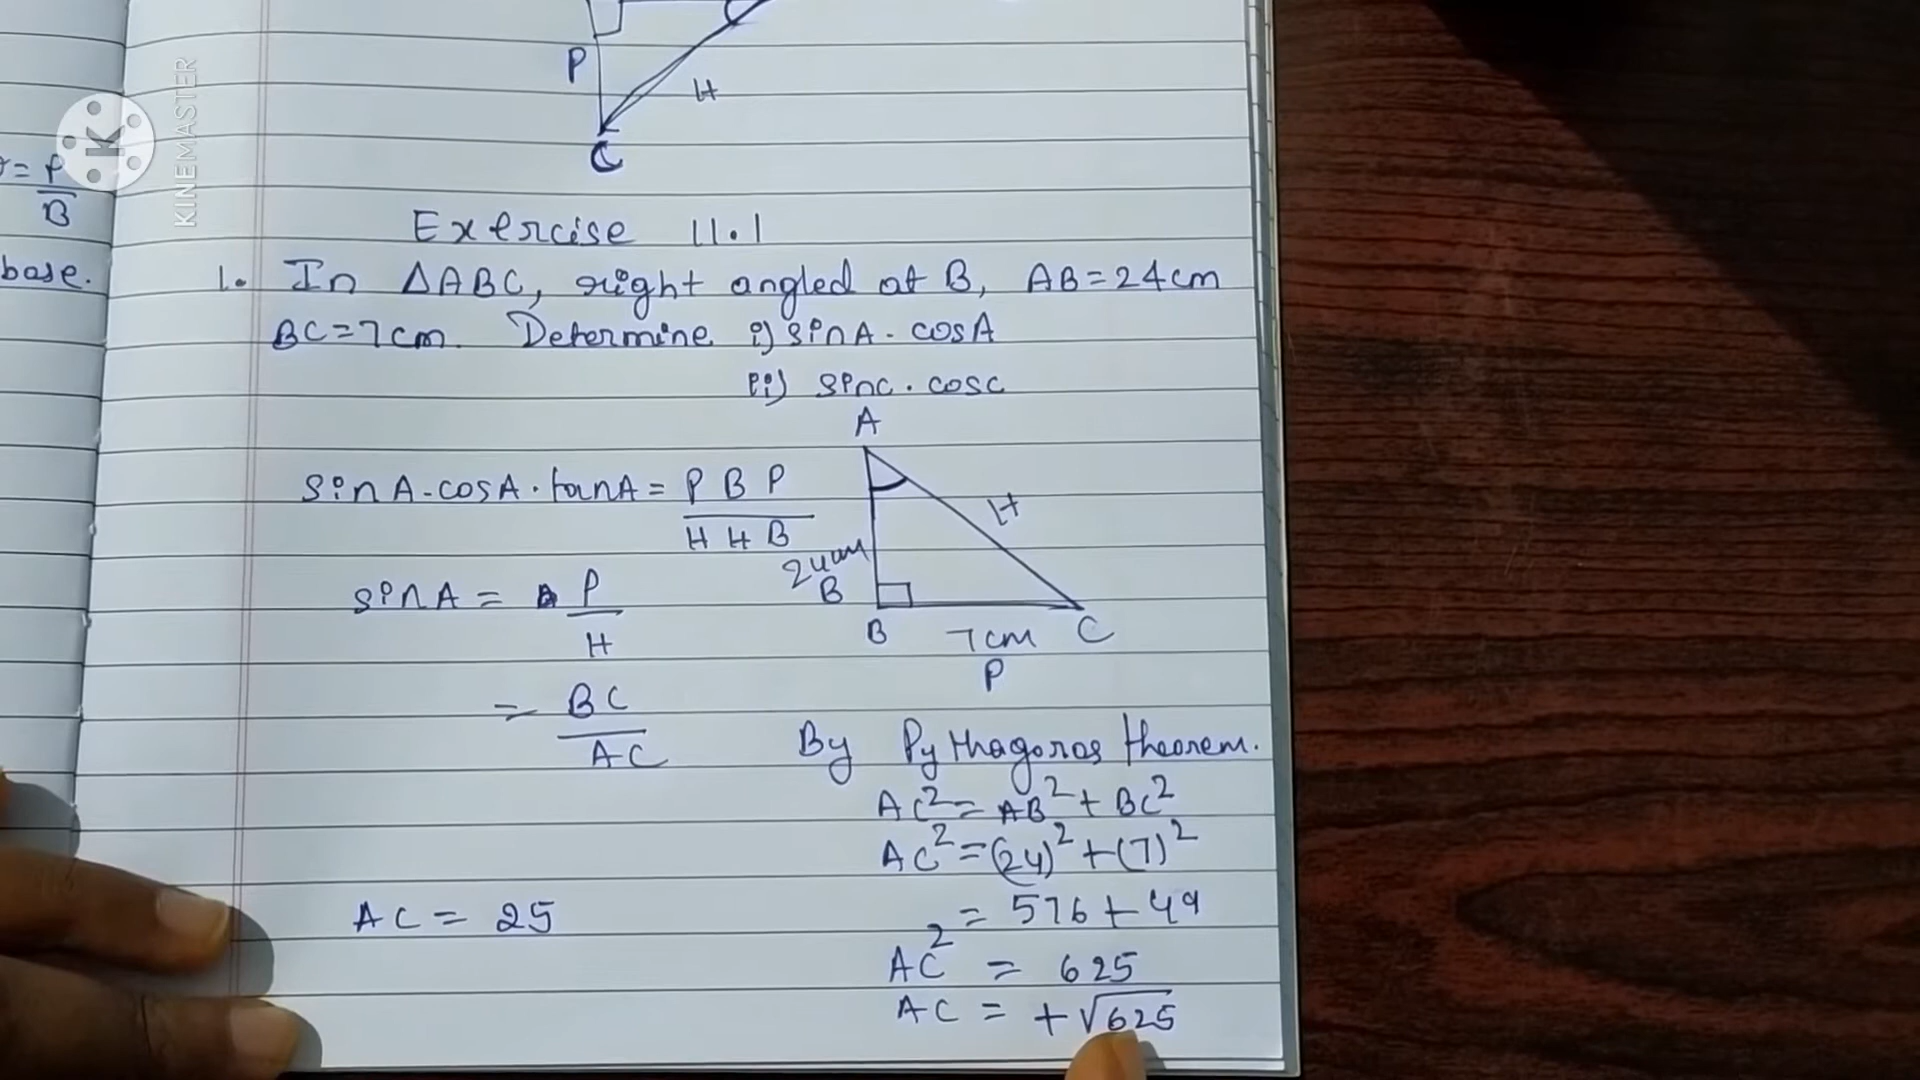 P
H
C
KINEMASTER
K
= P
B
base.
Exercise 11.1
1. In ΔABC, right angled at B, AB=24cm
BC=7cm. Determine i) sinA. cosA
ii) sinc. cosc
A
sinA.cosA.tanA= P B P
H H B
H
24cm
B
sinA = P
H
B 7cm C
P
= BC
AC
By Pythagoras theorem.
AC²=AB²+BC²
AC²=(24)²+(7)²
= 576+49
AC = 25
AC² = 625
AC = +√625